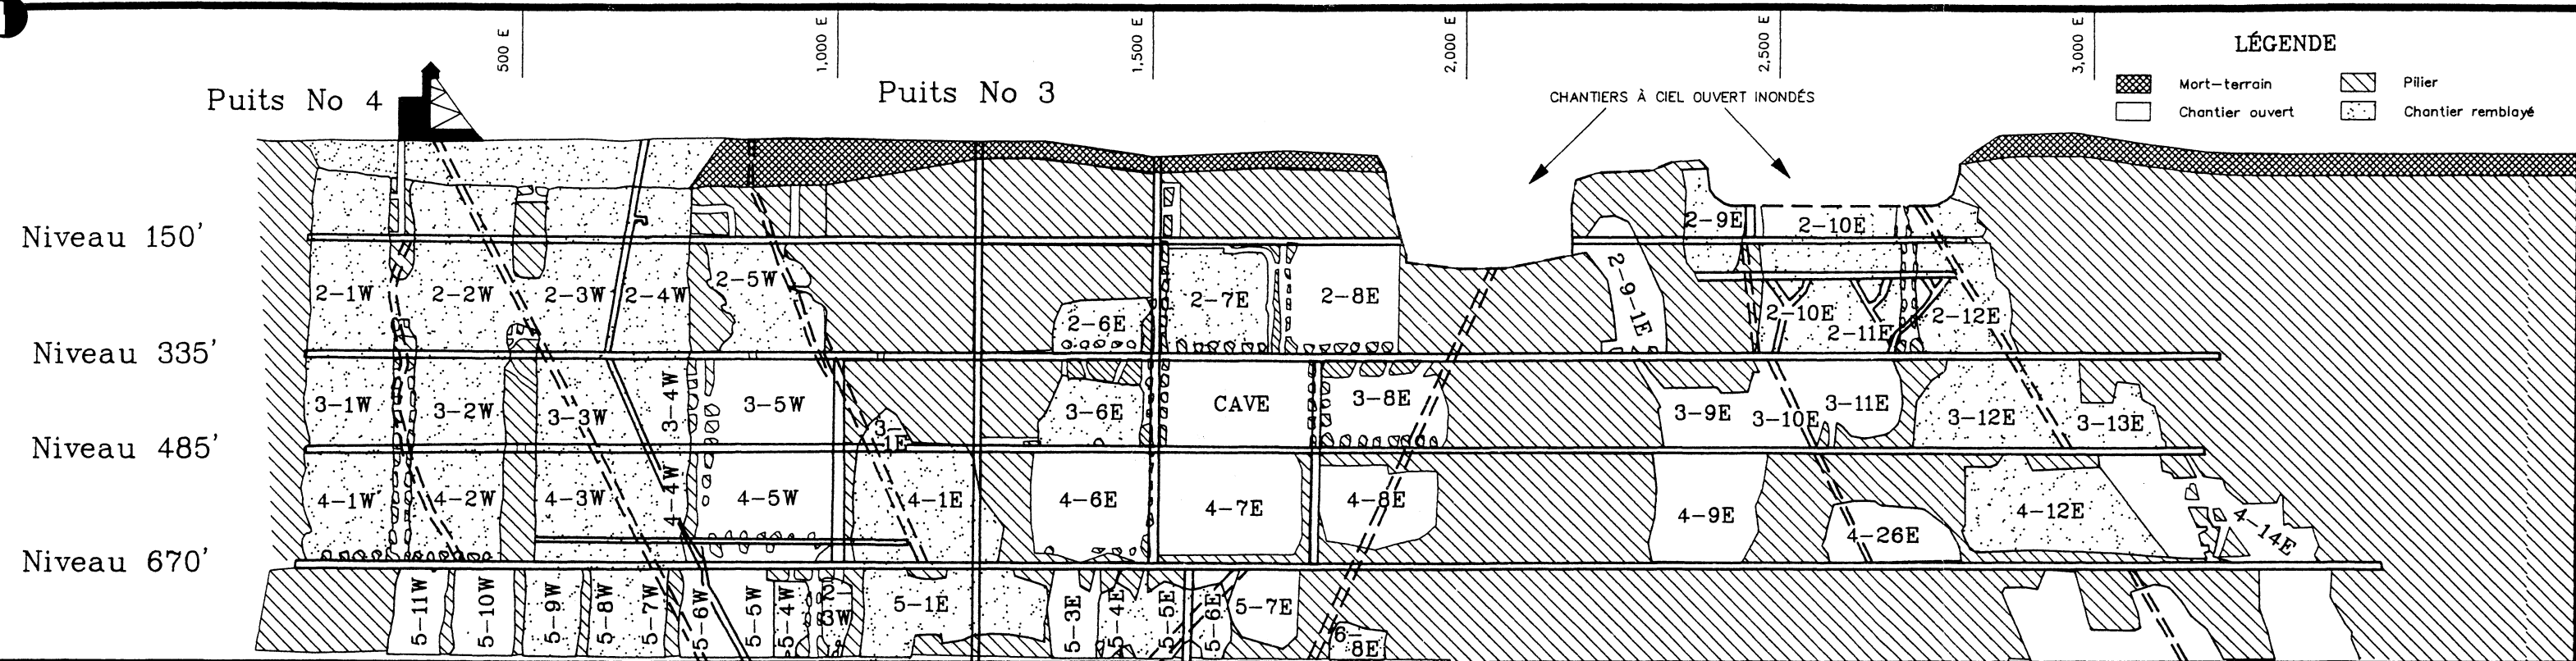 500 E
1,000 E
1,500 E
2,000 E
2,500 E
3,000 E
LÉGENDE
Mort-terrain
Pilier
Chantier ouvert
Chantier remblayé
Puits No 4
Puits No 3
CHANTIERS À CIEL OUVERT INONDÉS
Niveau 150'
2-9E
2-10E
2-1W
2-2W
2-3W
2-4W
2-5W
2-6E
2-7E
2-8E
2-9-1E
2-10E
2-11E
2-12E
Niveau 335'
3-1W
3-2W
3-3W
3-4W
3-5W
3-1E
3-6E
CAVE
3-8E
3-9E
3-10E
3-11E
3-12E
3-13E
Niveau 485'
4-1W
4-2W
4-3W
4-4W
4-5W
4-1E
4-6E
4-7E
4-8E
4-9E
4-26E
4-12E
4-14E
Niveau 670'
5-11W
5-10W
5-9W
5-8W
5-7W
5-6W
5-5W
5-4W
3W
5-1E
5-3E
5-4E
5-5E
5-6E
5-7E
6-8E